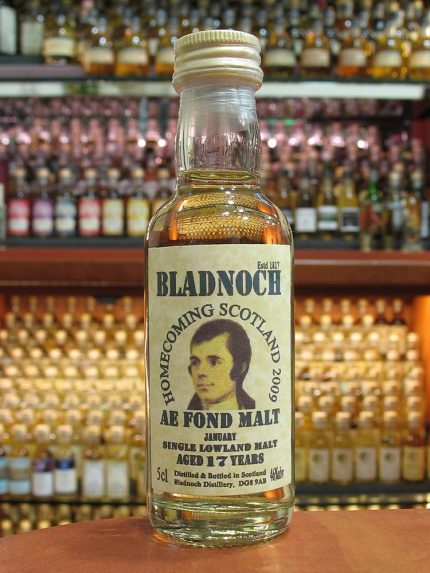 Estd 1817
BLADNOCH
HOMECOMING SCOTLAND 2009
AE FOND MALT
JANUARY
SINGLE LOWLAND MALT
AGED 17 YEARS
5cl Distilled & Bottled in Scotland
Bladnoch Distillery, DG8 9AB